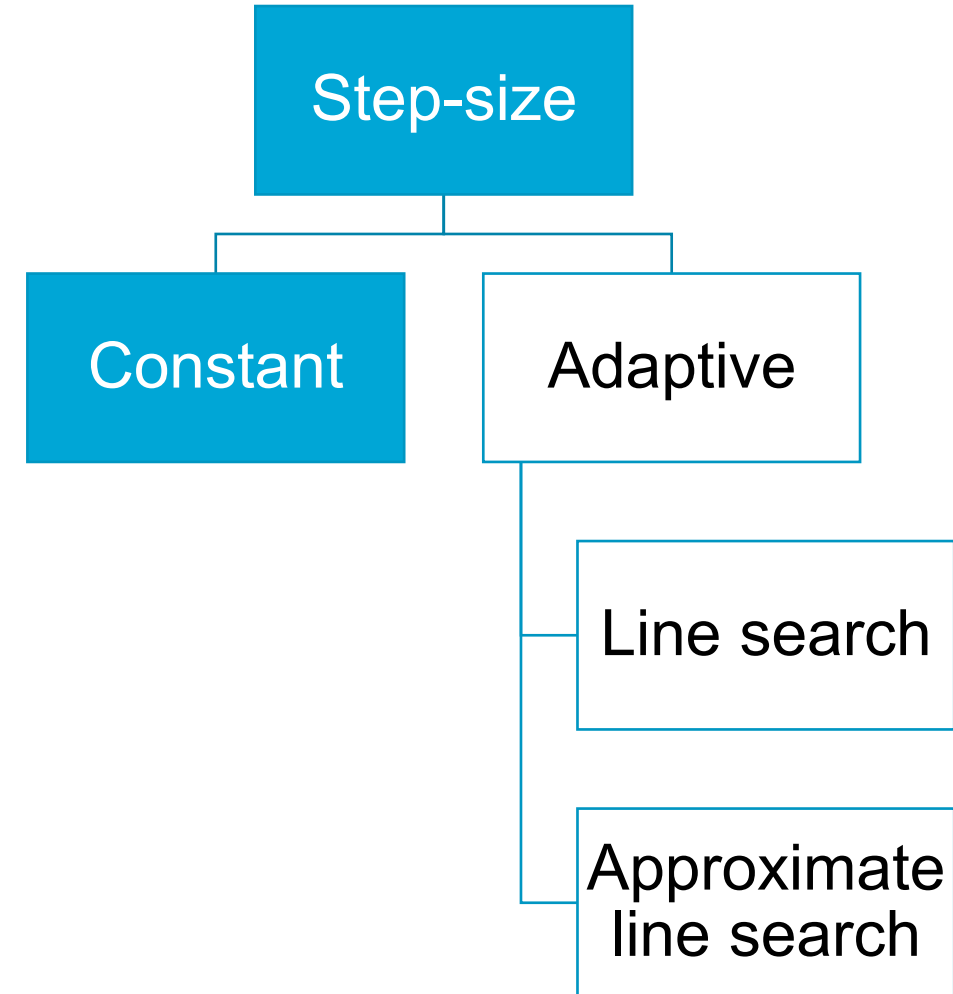 Step-size
Constant
Adaptive
Line search
Approximate
line search